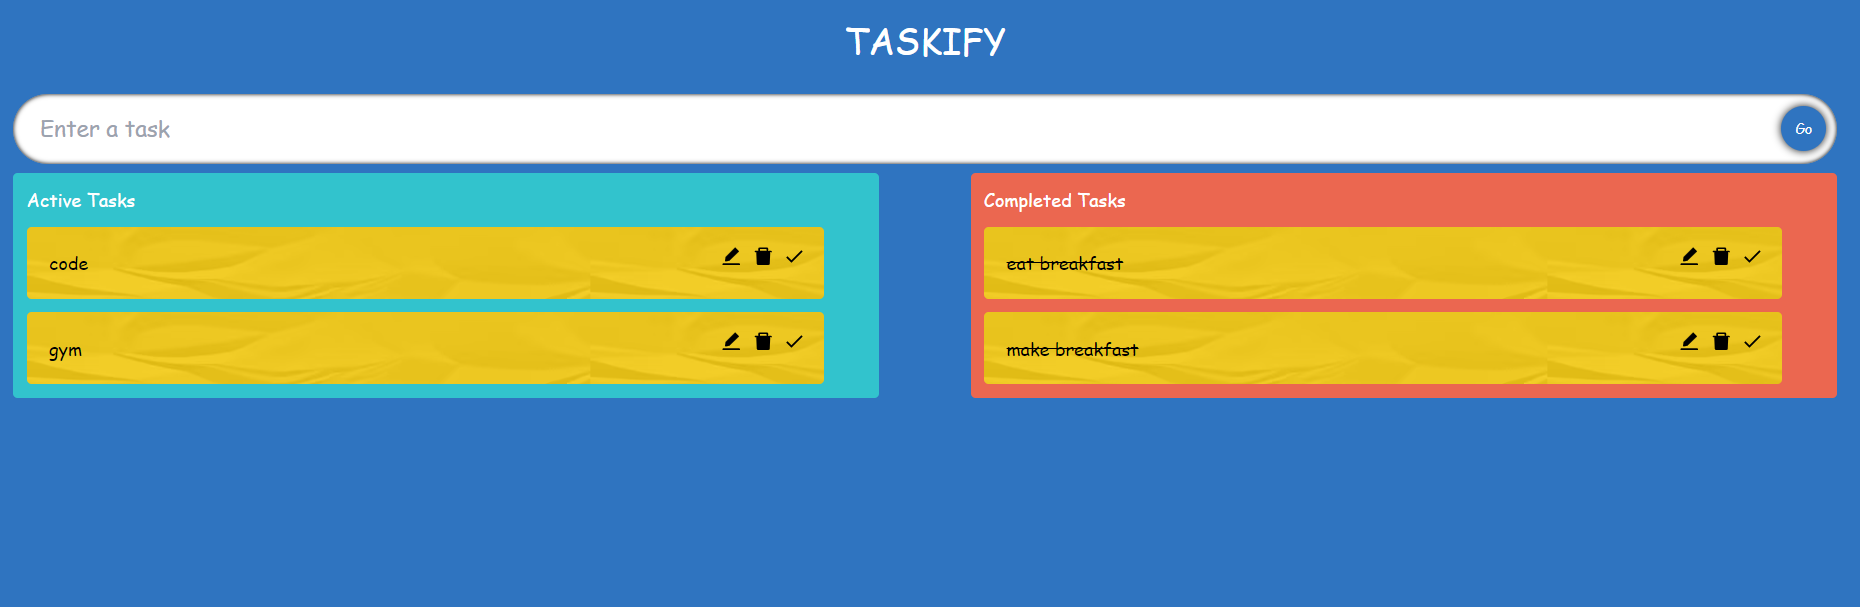 TASKIFY
Enter a task
Go
Active Tasks
code
gym
Completed Tasks
eat breakfast
make breakfast